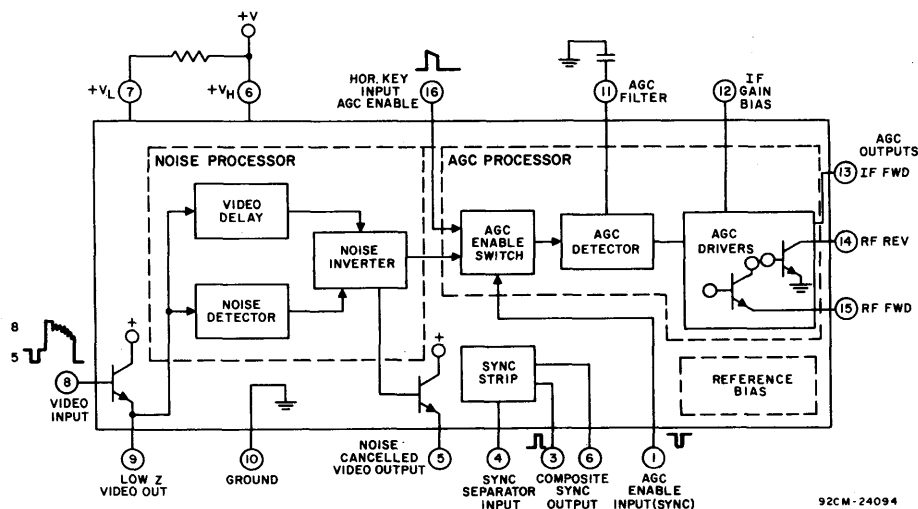 +V
+VL
7
+VH
6
HOR. KEY
INPUT
AGC ENABLE
16
11
AGC
FILTER
12
IF
GAIN
BIAS
NOISE PROCESSOR
AGC PROCESSOR
AGC
OUTPUTS
13
IF FWD
VIDEO
DELAY
NOISE
INVERTER
AGC
ENABLE
SWITCH
AGC
DETECTOR
AGC
DRIVERS
14
RF REV
NOISE
DETECTOR
15
RF FWD
8
5
+
+
8
VIDEO
INPUT
SYNC
STRIP
REFERENCE
BIAS
9
LOW Z
VIDEO OUT
10
GROUND
NOISE
CANCELLED
VIDEO OUTPUT
5
4
SYNC
SEPARATOR
INPUT
3
6
COMPOSITE
SYNC
OUTPUT
1
AGC
ENABLE
INPUT(SYNC)
92CM-24094